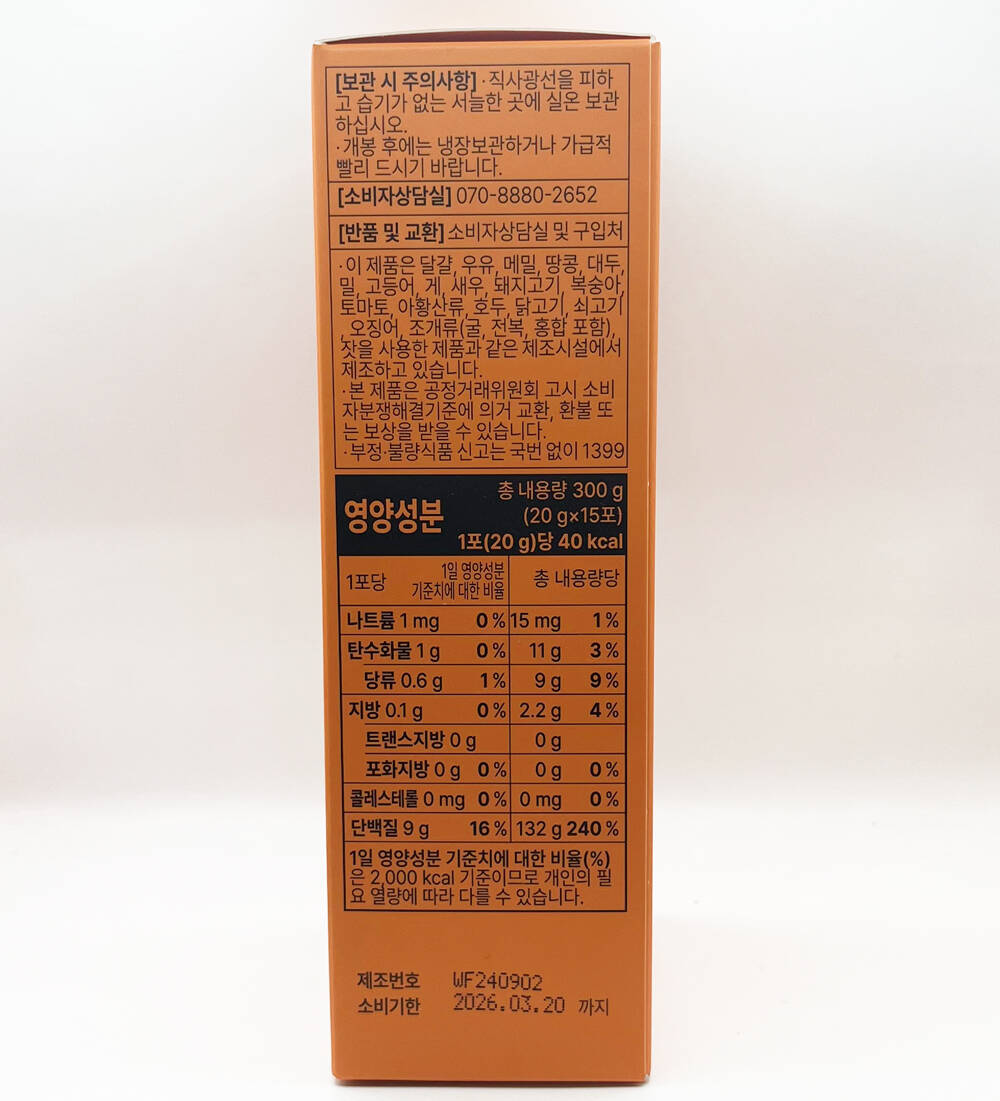 [보관 시 주의사항] ·직사광선을 피하
고 습기가 없는 서늘한 곳에 실온 보관
하십시오.
·개봉 후에는 냉장보관하거나 가급적
빨리 드시기 바랍니다.
[소비자상담실] 070-8880-2652
[반품 및 교환] 소비자상담실 및 구입처
·이 제품은 달걀, 우유, 메밀, 땅콩, 대두,
밀, 고등어, 게, 새우, 돼지고기, 복숭아,
토마토, 아황산류, 호두, 닭고기, 쇠고기
, 오징어, 조개류(굴, 전복, 홍합 포함),
잣을 사용한 제품과 같은 제조시설에서
제조하고 있습니다.
·본 제품은 공정거래위원회 고시 소비
자분쟁해결기준에 의거 교환, 환불 또
는 보상을 받을 수 있습니다.
·부정·불량식품 신고는 국번 없이 1399
영양성분
총 내용량 300 g
(20 g×15포)
1포(20 g)당 40 kcal
1포당 1일 영양성분 기준치에 대한 비율 총 내용량당
나트륨 1 mg 0 % 15 mg 1 %
탄수화물 1 g 0 % 11 g 3 %
당류 0.6 g 1 % 9 g 9 %
지방 0.1 g 0 % 2.2 g 4 %
트랜스지방 0 g 0 g
포화지방 0 g 0 % 0 g 0 %
콜레스테롤 0 mg 0 % 0 mg 0 %
단백질 9 g 16 % 132 g 240 %
1일 영양성분 기준치에 대한 비율(%)
은 2,000 kcal 기준이므로 개인의 필
요 열량에 따라 다를 수 있습니다.
제조번호 WF240902
소비기한 2026.03.20 까지